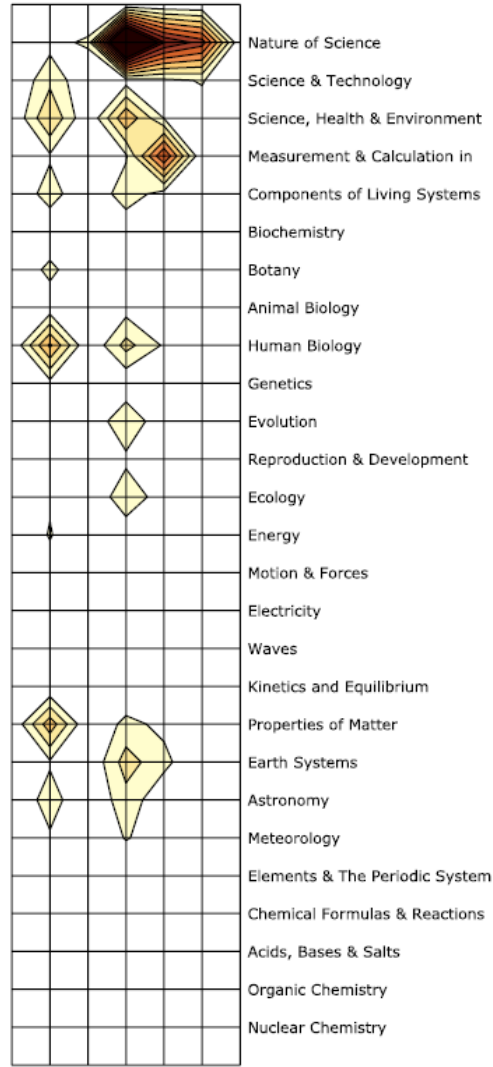 Nature of Science
Science & Technology
Science, Health & Environment
Measurement & Calculation in
Components of Living Systems
Biochemistry
Botany
Animal Biology
Human Biology
Genetics
Evolution
Reproduction & Development
Ecology
Energy
Motion & Forces
Electricity
Waves
Kinetics and Equilibrium
Properties of Matter
Earth Systems
Astronomy
Meteorology
Elements & The Periodic System
Chemical Formulas & Reactions
Acids, Bases & Salts
Organic Chemistry
Nuclear Chemistry